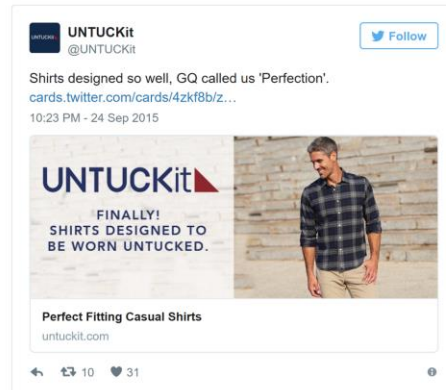 UNTUCKit
@UNTUCKit
Follow
Shirts designed so well, GQ called us 'Perfection'.
cards.twitter.com/cards/4zkf8b/z…
10:23 PM - 24 Sep 2015
UNTUCKit
FINALLY!
SHIRTS DESIGNED TO
BE WORN UNTUCKED.
Perfect Fitting Casual Shirts
untuckit.com
10 31